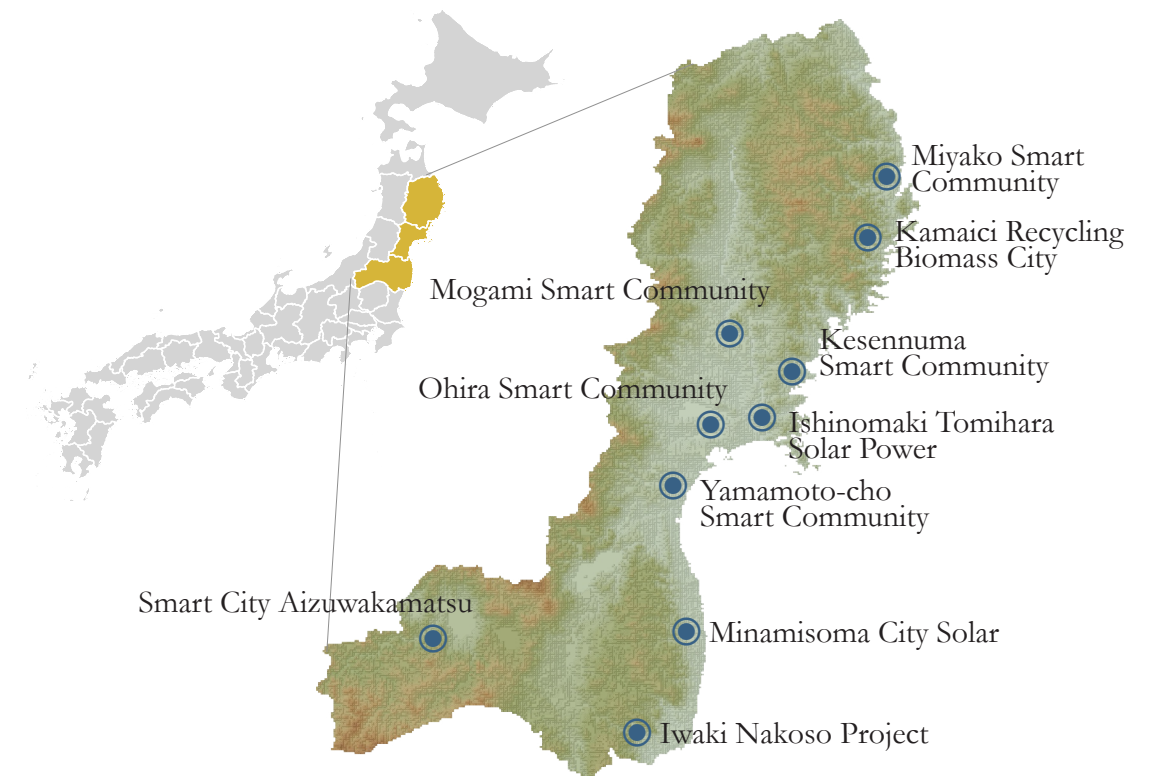 Miyako Smart
Community
Kamaici Recycling
Biomass City
Mogami Smart Community
Kesennuma
Smart Community
Ohira Smart Community
Ishinomaki Tomihara
Solar Power
Yamamoto-cho
Smart Community
Smart City Aizuwakamatsu
Minamisoma City Solar
Iwaki Nakoso Project